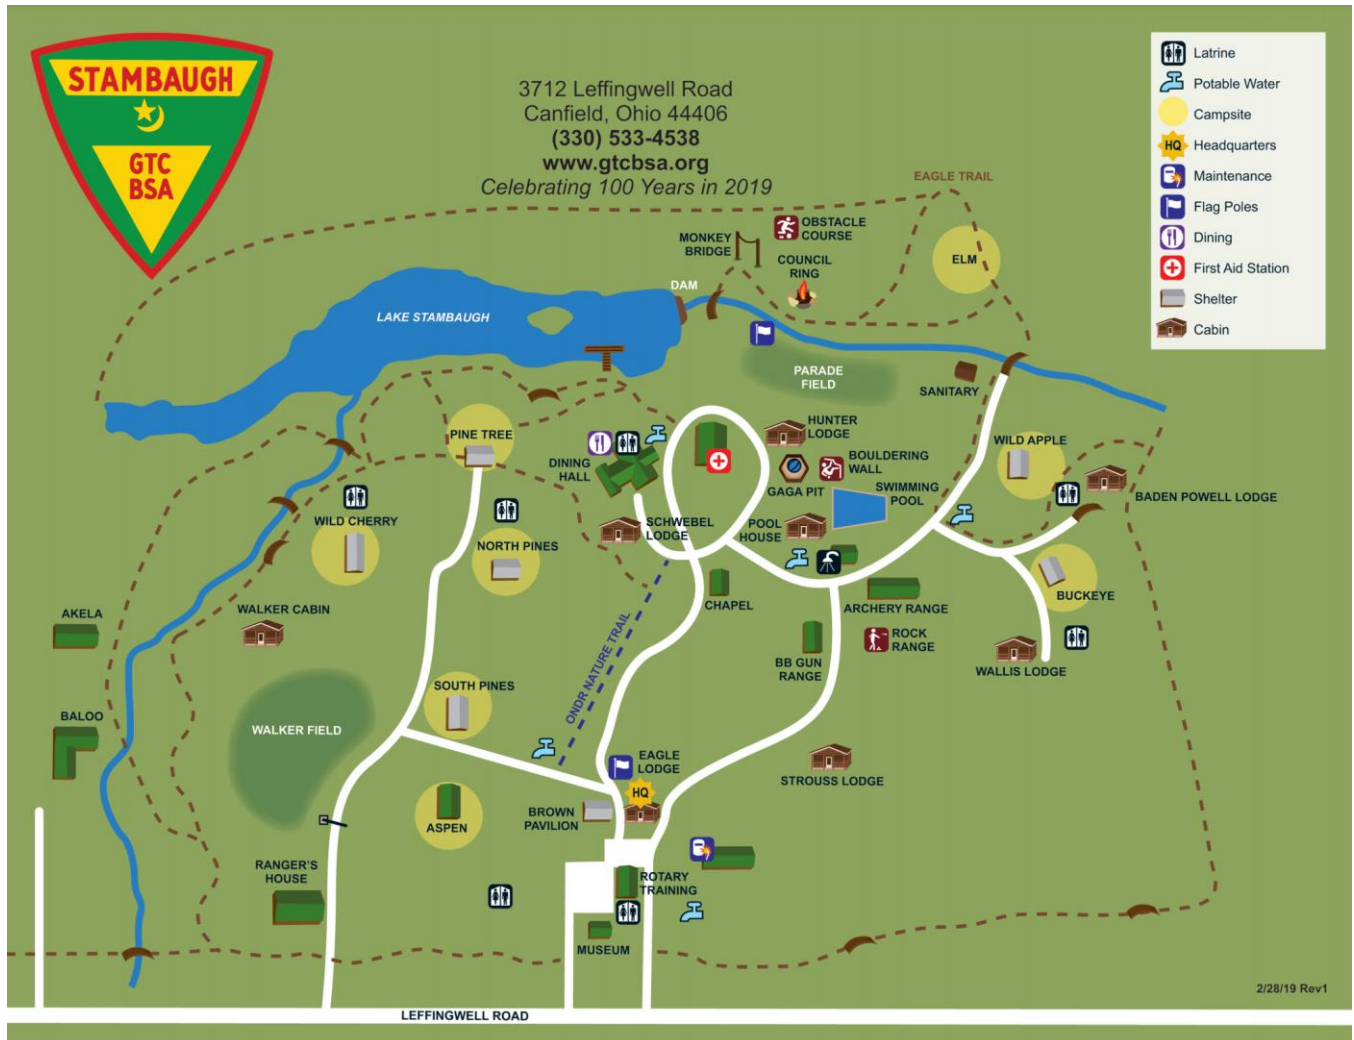 STAMBAUGH
GTC
BSA
3712 Leffingwell Road
Canfield, Ohio 44406
(330) 533-4538
www.gtcbsa.org
Celebrating 100 Years in 2019
Latrine
Potable Water
Campsite
HQ
Headquarters
Maintenance
Flag Poles
Dining
First Aid Station
Shelter
Cabin
EAGLE TRAIL
OBSTACLE
COURSE
MONKEY
BRIDGE
COUNCIL
RING
ELM
DAM
LAKE STAMBAUGH
PARADE
FIELD
SANITARY
PINE TREE
HUNTER
LODGE
DINING
HALL
BOULDERING
WALL
GAGA PIT
SWIMMING
POOL
WILD APPLE
BADEN POWELL LODGE
WILD CHERRY
SCHWEBEL
LODGE
POOL
HOUSE
NORTH PINES
CHAPEL
ARCHERY RANGE
BUCKEYE
AKELA
WALKER CABIN
ROCK
RANGE
BB GUN
RANGE
WALLIS LODGE
ONDR NATURE TRAIL
SOUTH PINES
BALOO
WALKER FIELD
EAGLE
LODGE
HQ
STROUSS LODGE
BROWN
PAVILION
ASPEN
RANGER'S
HOUSE
ROTARY
TRAINING
MUSEUM
2/28/19 Rev1
LEFFINGWELL ROAD